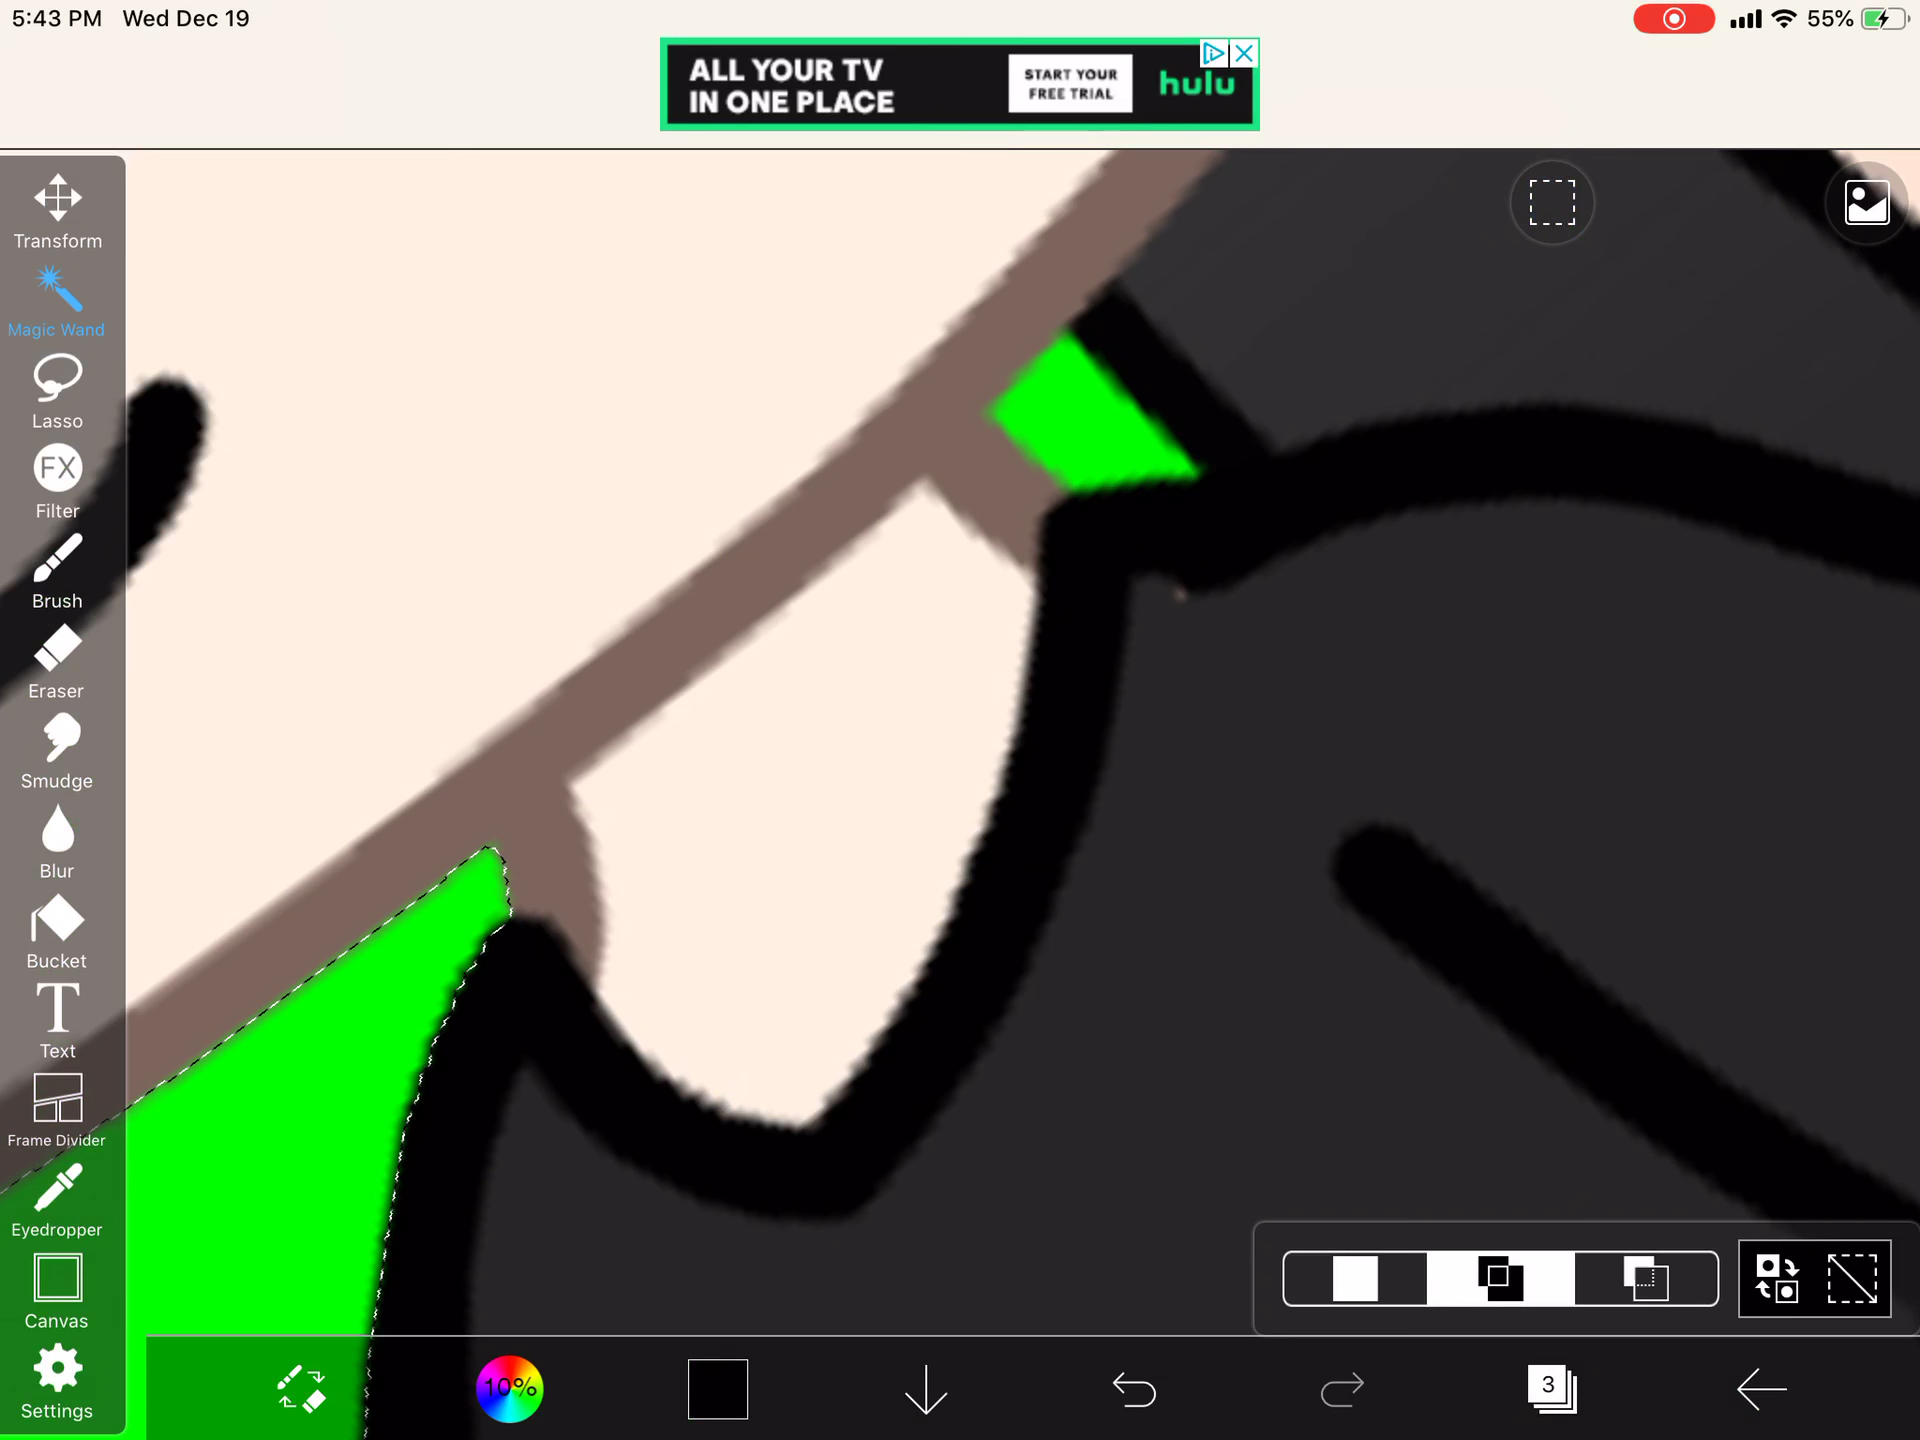 5:43 PM Wed Dec 19
55%
ALL YOUR TV
IN ONE PLACE
START YOUR
FREE TRIAL
hulu
Transform
Magic Wand
Lasso
FX
Filter
Brush
Eraser
Smudge
Blur
Bucket
T
Text
Frame Divider
Eyedropper
Canvas
Settings
10%
3